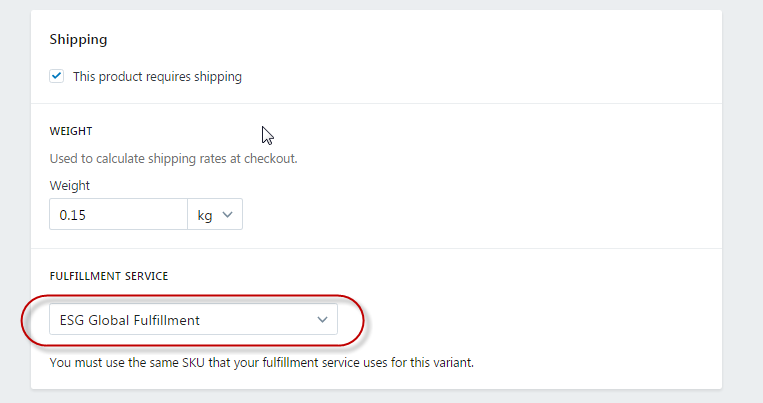 Shipping
This product requires shipping
WEIGHT
Used to calculate shipping rates at checkout.
Weight
0.15 kg
FULFILLMENT SERVICE
ESG Global Fulfillment
You must use the same SKU that your fulfillment service uses for this variant.